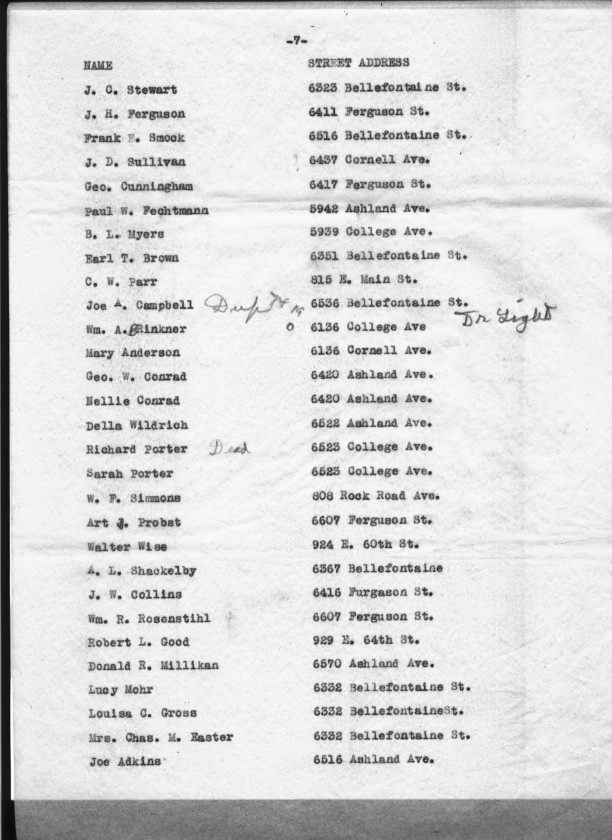 -7-
NAME STREET ADDRESS
J. C. Stewart 6323 Bellefontaine St.
J. H. Ferguson 6411 Ferguson St.
Frank E. Smock 6516 Bellefontaine St.
J. D. Sullivan 6437 Cornell Ave.
Geo. Cunningham 6417 Ferguson St.
Paul W. Fechtmann 5942 Ashland Ave.
B. L. Myers 5939 College Ave.
Earl T. Brown 6351 Bellefontaine St.
C. W. Parr 815 E. Main St.
Joe A. Campbell 6536 Bellefontaine St.
Wm. A. Brinkner 6136 College Ave Dr Light
Mary Anderson 6136 Cornell Ave.
Geo. W. Conrad 6420 Ashland Ave.
Nellie Conrad 6420 Ashland Ave.
Della Wildrich 6522 Ashland Ave.
Richard Porter Dead 6523 College Ave.
Sarah Porter 6523 College Ave.
W. F. Simmons 808 Rock Road Ave.
Art J. Probst 6607 Ferguson St.
Walter Wise 924 E. 60th St.
A. L. Shackelby 6367 Bellefontaine
J. W. Collins 6416 Furgason St.
Wm. R. Rosenstihl 6607 Ferguson St.
Robert L. Good 929 E. 64th St.
Donald R. Millikan 6570 Ashland Ave.
Lucy Mohr 6332 Bellefontaine St.
Louisa C. Gross 6332 BellefontaineSt.
Mrs. Chas. M. Easter 6332 Bellefontaine St.
Joe Adkins 6516 Ashland Ave.